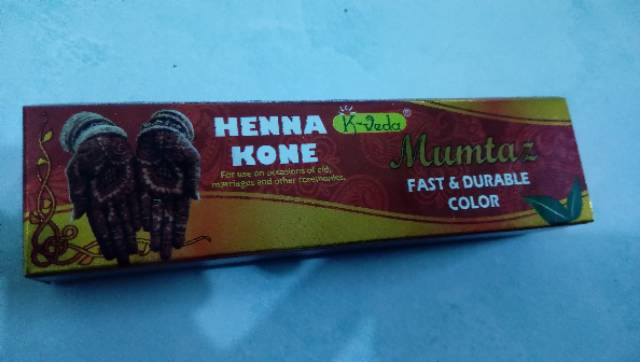 HENNA
KONE
For use on occasions of eid,
marriages and other ceremonies.
K-Veda®
Mumtaz
FAST & DURABLE
COLOR